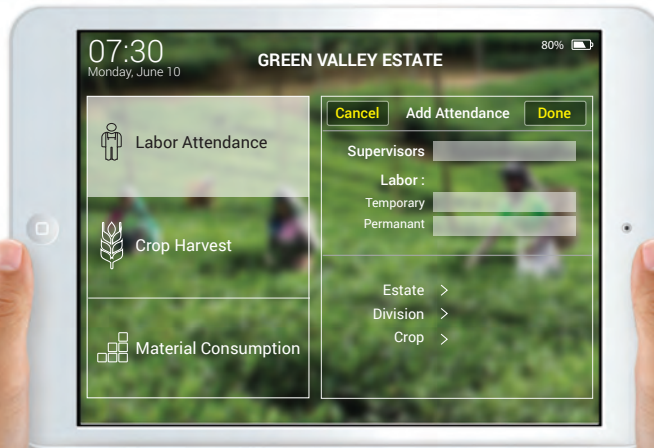 07:30
Monday, June 10
GREEN VALLEY ESTATE
80%
Labor Attendance
Crop Harvest
Material Consumption
Cancel
Add Attendance
Done
Supervisors
Labor :
Temporary
Permanant
Estate >
Division >
Crop >